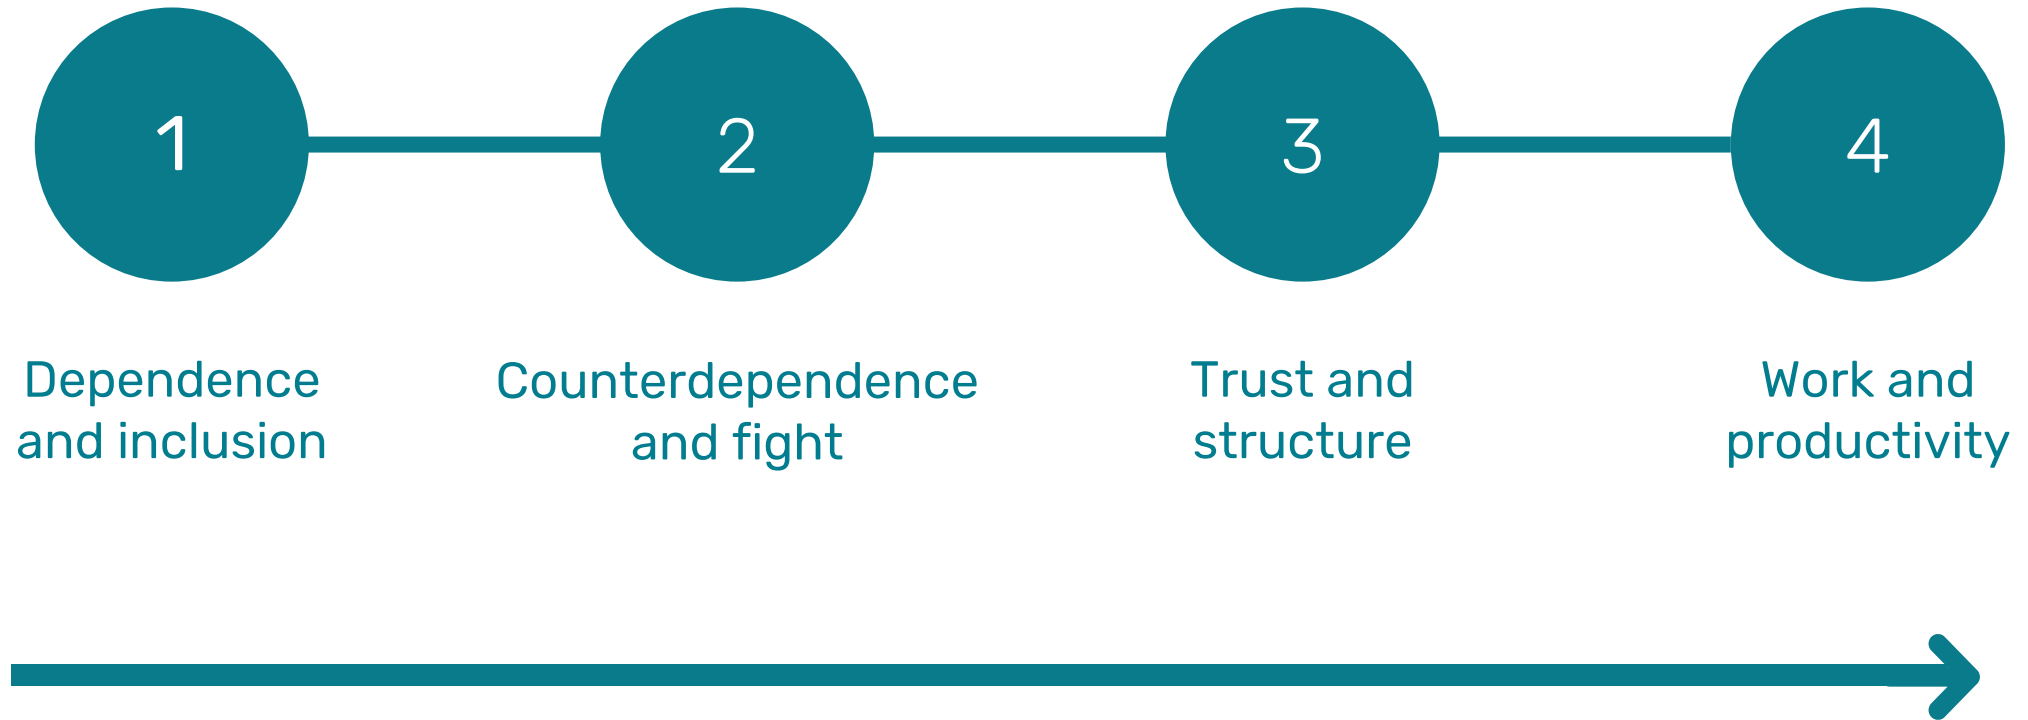 1
2
3
4
Dependence
and inclusion
Counterdependence
and fight
Trust and
structure
Work and
productivity